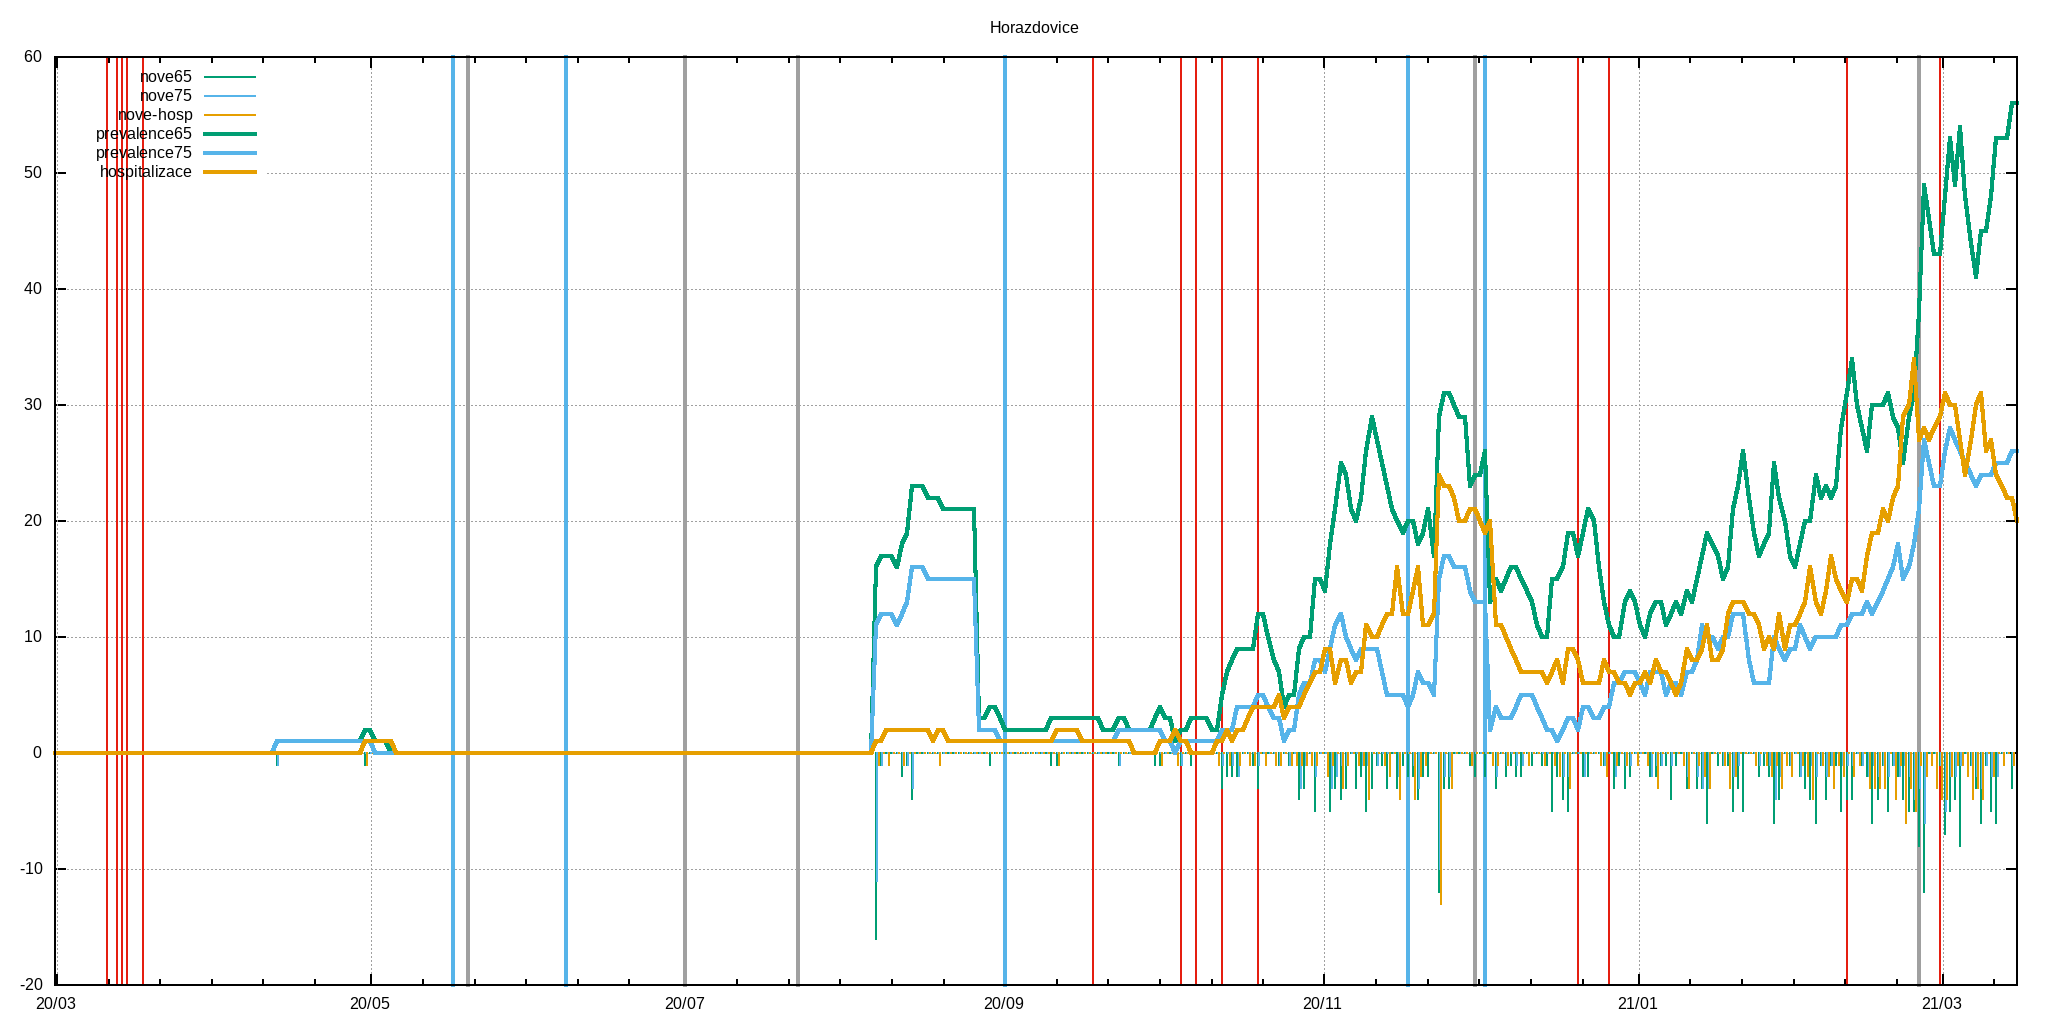 Horazdovice
60
nove65
nove75
nove-hosp
prevalence65
prevalence75
hospitalizace
50
40
30
20
10
0
-10
-20
20/03 20/05 20/07 20/09 20/11 21/01 21/03